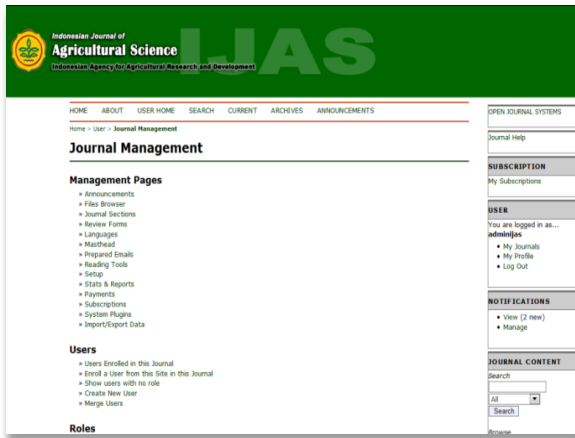 Indonesian Journal of
Agricultural Science
Indonesian Agency for Agricultural Research and Development
IJAS
HOME ABOUT USER HOME SEARCH CURRENT ARCHIVES ANNOUNCEMENTS
Home > User > Journal Management
Journal Management
Management Pages
» Announcements
» Files Browser
» Journal Sections
» Review Forms
» Languages
» Masthead
» Prepared Emails
» Reading Tools
» Setup
» Stats & Reports
» Payments
» Subscriptions
» System Plugins
» Import/Export Data
Users
» Users Enrolled in this Journal
» Enroll a User from this Site in this Journal
» Show users with no role
» Create New User
» Merge Users
Roles
OPEN JOURNAL SYSTEMS
Journal Help
SUBSCRIPTION
My Subscriptions
USER
You are logged in as...
adminijas
• My Journals
• My Profile
• Log Out
NOTIFICATIONS
• View (2 new)
• Manage
JOURNAL CONTENT
Search
All
Search
Browse